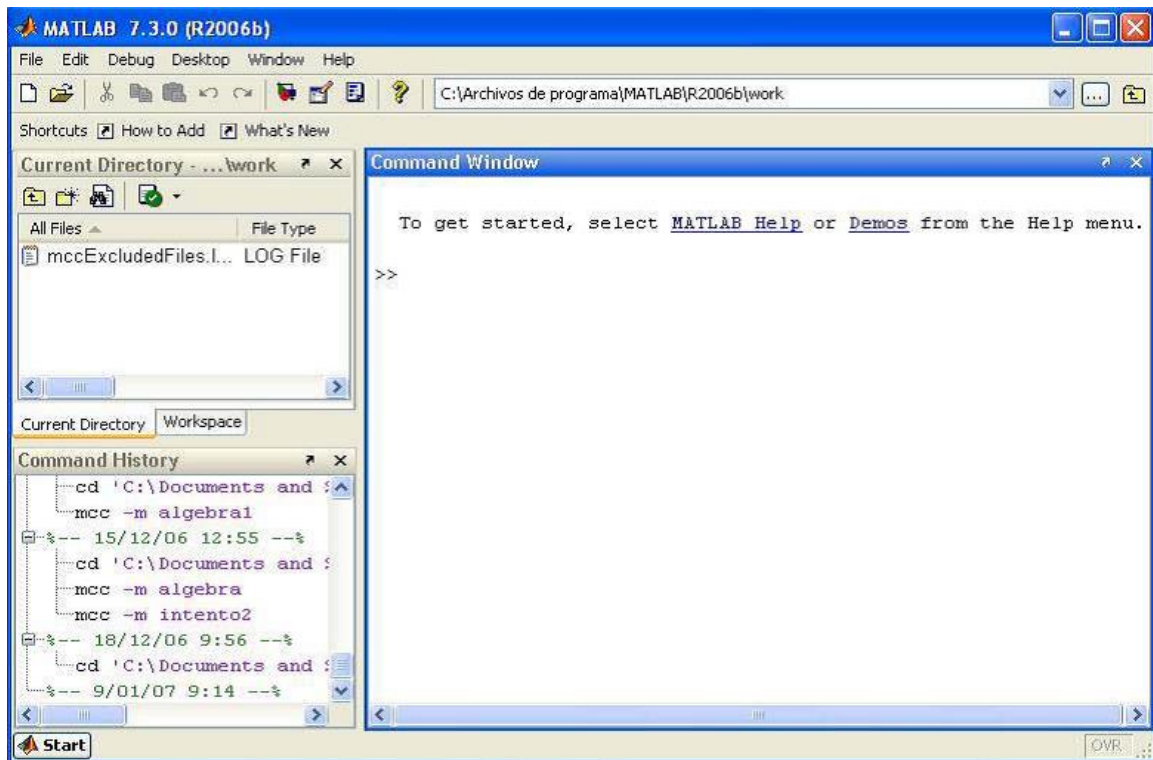 MATLAB 7.3.0 (R2006b)
File Edit Debug Desktop Window Help
C:\Archivos de programa\MATLAB\R2006b\work
...
Shortcuts How to Add What's New
Current Directory - ...\work
All Files File Type
mccExcludedFiles.l... LOG File
Current Directory Workspace
Command History
cd 'C:\Documents and
mcc -m algebra1
%-- 15/12/06 12:55 --%
cd 'C:\Documents and
mcc -m algebra
mcc -m intento2
%-- 18/12/06 9:56 --%
cd 'C:\Documents and
%-- 9/01/07 9:14 --%
Command Window
To get started, select MATLAB Help or Demos from the Help menu.
>>
Start
OVR